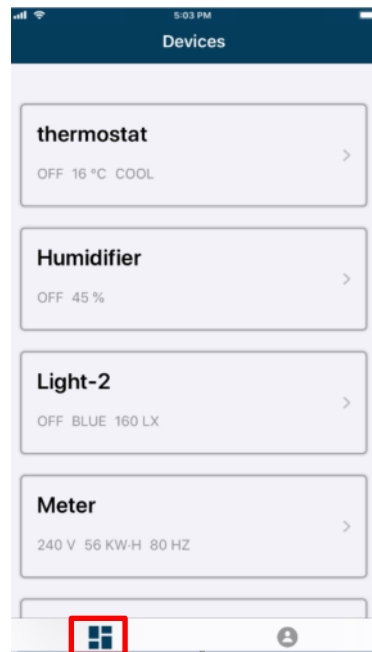 5:03 PM
Devices
thermostat
OFF 16 °C COOL
Humidifier
OFF 45 %
Light-2
OFF BLUE 160 LX
Meter
240 V 56 KW·H 80 HZ